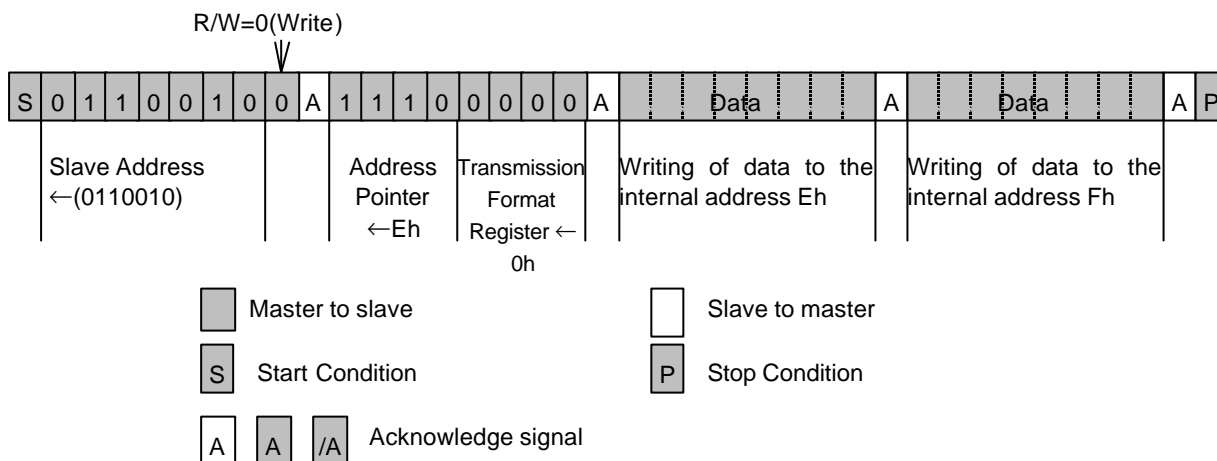 R/W=0(Write)
S 0 1 1 0 0 1 0 0 A 1 1 1 0 0 0 0 0 A Data A Data A P
Slave Address
←(0110010)
Address
Pointer
←Eh
Transmission
Format
Register ←
0h
Writing of data to the
internal address Eh
Writing of data to the
internal address Fh
Master to slave
Slave to master
S Start Condition
P Stop Condition
A A /A Acknowledge signal